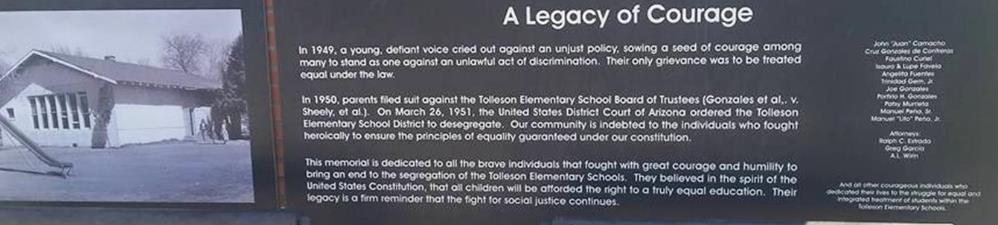 A Legacy of Courage
In 1949, a young, defiant voice cried out against an unjust policy, sowing a seed of courage among
many to stand as one against an unlawful act of discrimination. Their only grievance was to be treated
equal under the law.
In 1950, parents filed suit against the Tolleson Elementary School Board of Trustees (Gonzales et al,. v.
Sheely, et al.). On March 26, 1951, the United States District Court of Arizona ordered the Tolleson
Elementary School District to desegregate. Our community is indebted to the individuals who fought
heroically to ensure the principles of equality guaranteed under our constitution.
This memorial is dedicated to all the brave individuals that fought with great courage and humility to
bring an end to the segregation of the Tolleson Elementary Schools. They believed in the spirit of the
United States Constitution, that all children will be afforded the right to a truly equal education. Their
legacy is a firm reminder that the fight for social justice continues.
John "Juan" Camacho
Cruz Gonzales de Contreras
Faustino Curiel
Isaura & Lupe Favela
Angelita Fuentes
Trinidad Gem, Jr.
Joe Gonzales
Porfirio H. Gonzales
Patsy Murrieta
Manuel Peña, Sr.
Manuel "Lito" Peña, Jr.
Attorneys:
Ralph C. Estrada
Greg Garcia
A.L. Wirin
And all other courageous individuals who
dedicated their lives to the struggle for equal and
integrated treatment of students within the
Tolleson Elementary Schools.